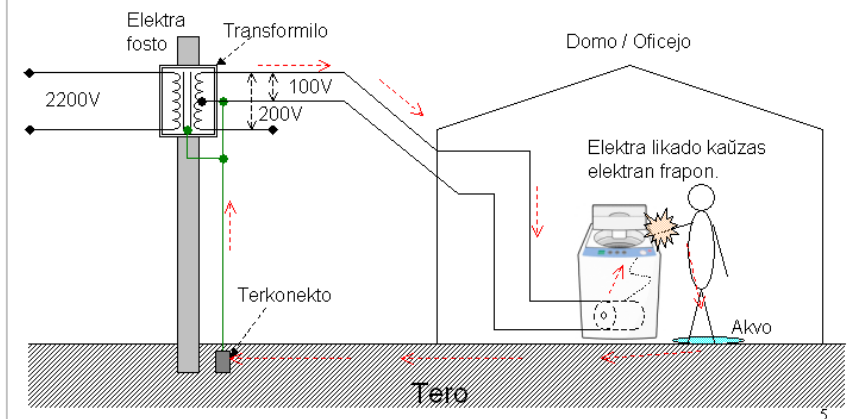 Elektra
fosto
Transformilo
Domo / Oficejo
2200V
100V
200V
Elektra likado kaŭzas
elektran frapon.
Terkonekto
Akvo
Tero
5